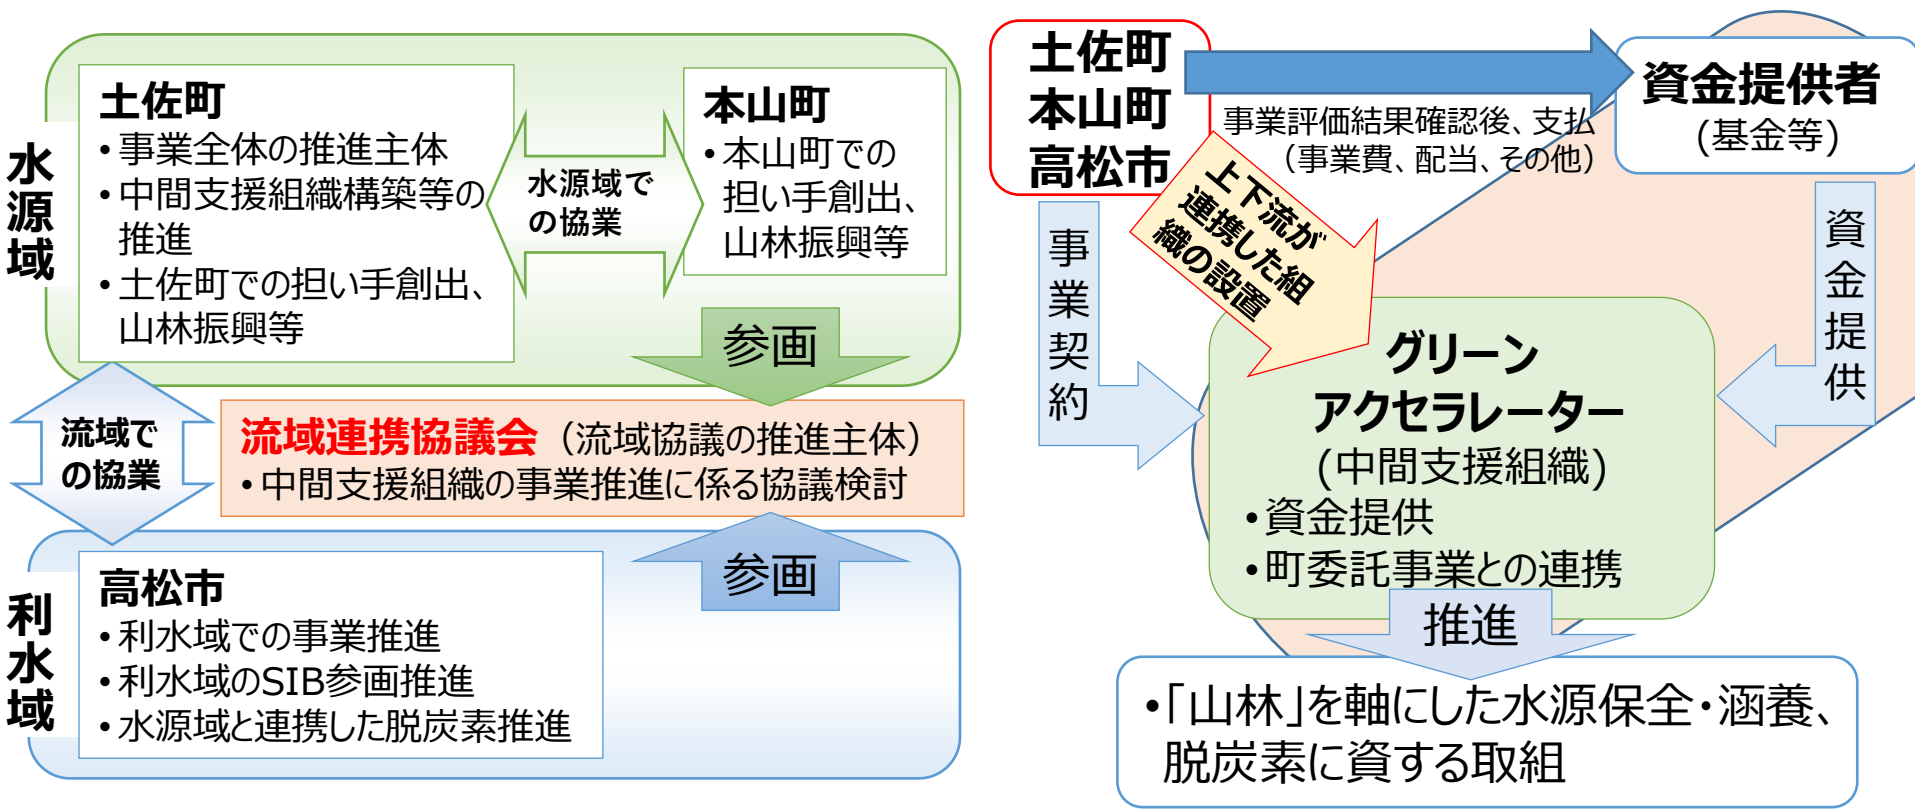 水源域
土佐町
•事業全体の推進主体
•中間支援組織構築等の
推進
•土佐町での担い手創出、
山林振興等
水源域で
の協業
本山町
•本山町での
担い手創出、
山林振興等
参画
流域で
の協業
流域連携協議会（流域協議の推進主体）
•中間支援組織の事業推進に係る協議検討
参画
利水域
高松市
•利水域での事業推進
•利水域のSIB参画推進
•水源域と連携した脱炭素推進
土佐町
本山町
高松市
事業評価結果確認後、支払
（事業費、配当、その他）
資金提供者
(基金等)
上下流が
連携した組
織の設置
事業契約
資金提供
グリーン
アクセラレーター
(中間支援組織)
•資金提供
•町委託事業との連携
推進
•「山林」を軸にした水源保全・涵養、
脱炭素に資する取組